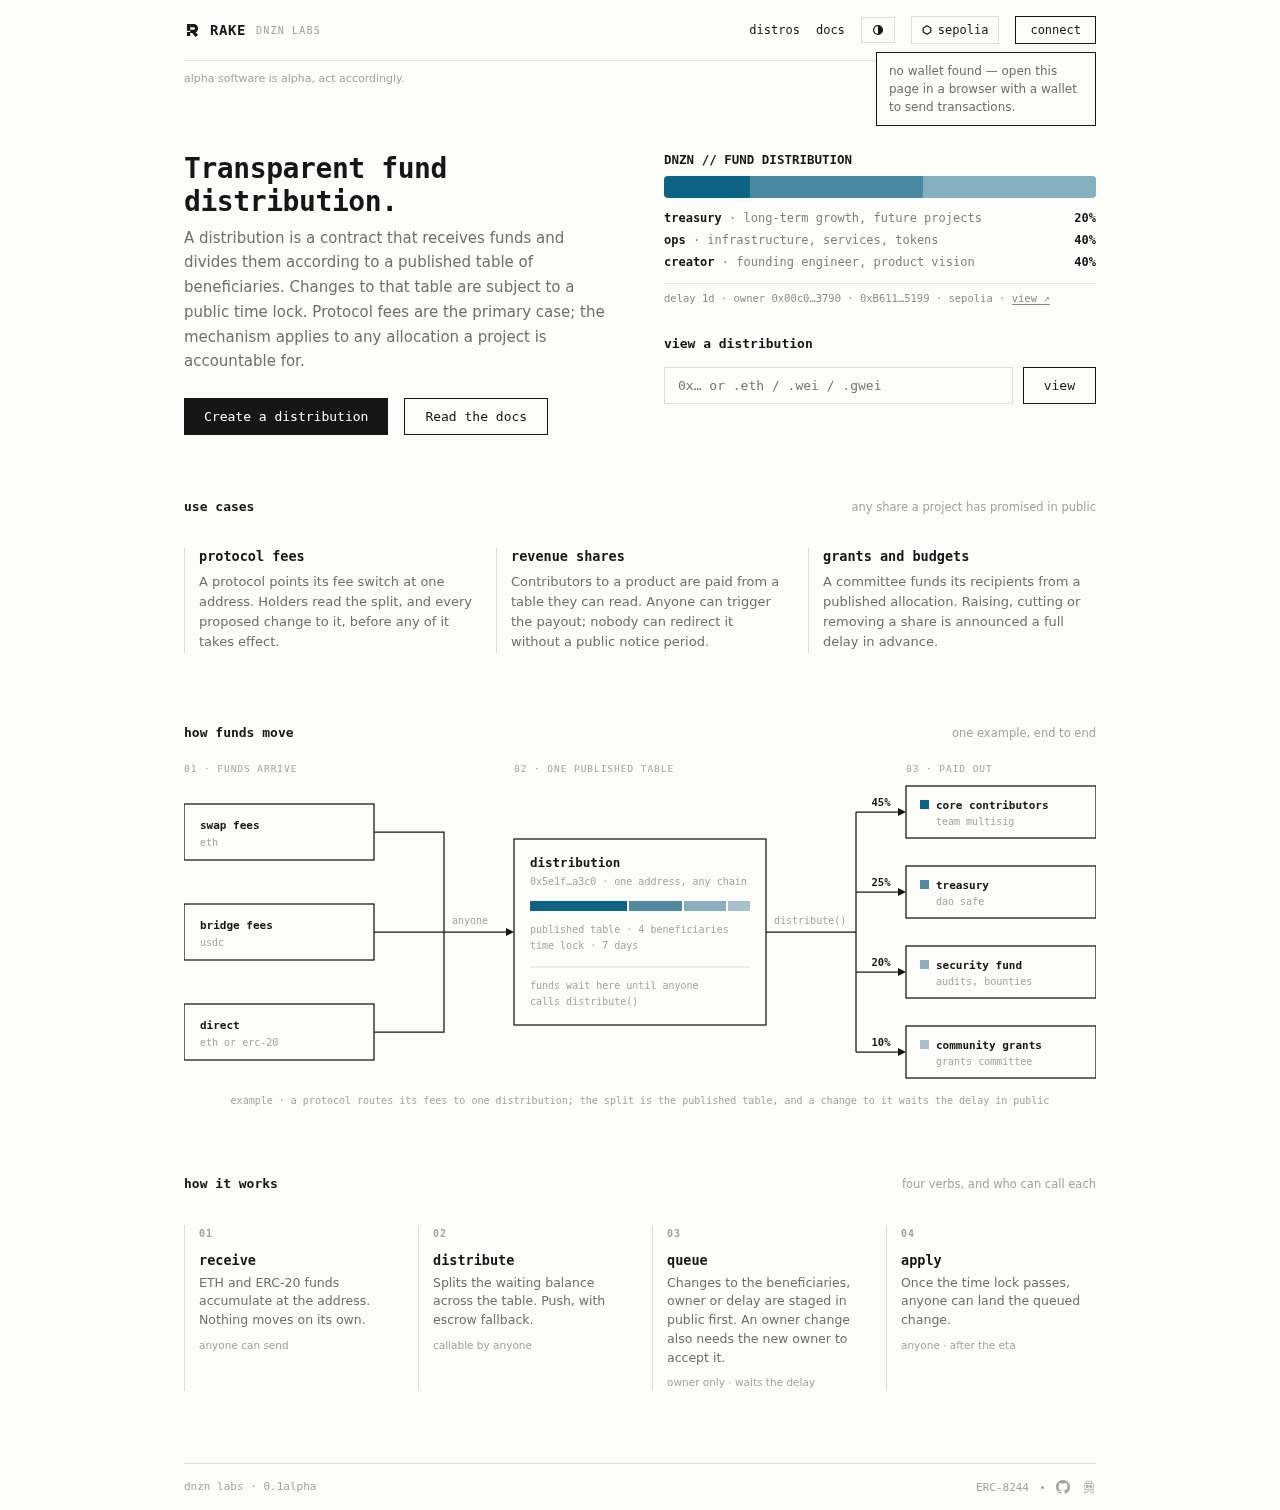 RAKE DNZN LABS
distros docs sepolia connect
alpha software is alpha, act accordingly.
no wallet found — open this
page in a browser with a wallet
to send transactions.
Transparent fund
distribution.
A distribution is a contract that receives funds and
divides them according to a published table of
beneficiaries. Changes to that table are subject to a
public time lock. Protocol fees are the primary case; the
mechanism applies to any allocation a project is
accountable for.
Create a distribution Read the docs
DNZN // FUND DISTRIBUTION
treasury · long-term growth, future projects 20%
ops · infrastructure, services, tokens 40%
creator · founding engineer, product vision 40%
delay 1d · owner 0x00c0…3790 · 0xB611…5199 · sepolia · view ↗
view a distribution
0x… or .eth / .wei / .gwei view
use cases any share a project has promised in public
protocol fees
A protocol points its fee switch at one
address. Holders read the split, and every
proposed change to it, before any of it
takes effect.
revenue shares
Contributors to a product are paid from a
table they can read. Anyone can trigger
the payout; nobody can redirect it
without a public notice period.
grants and budgets
A committee funds its recipients from a
published allocation. Raising, cutting or
removing a share is announced a full
delay in advance.
how funds move one example, end to end
01 · FUNDS ARRIVE
swap fees
eth
bridge fees
usdc
direct
eth or erc-20
anyone
02 · ONE PUBLISHED TABLE
distribution
0x5e1f…a3c0 · one address, any chain
published table · 4 beneficiaries
time lock · 7 days
funds wait here until anyone
calls distribute()
distribute()
03 · PAID OUT
45% core contributors
team multisig
25% treasury
dao safe
20% security fund
audits, bounties
10% community grants
grants committee
example · a protocol routes its fees to one distribution; the split is the published table, and a change to it waits the delay in public
how it works four verbs, and who can call each
01
receive
ETH and ERC-20 funds
accumulate at the address.
Nothing moves on its own.
anyone can send
02
distribute
Splits the waiting balance
across the table. Push, with
escrow fallback.
callable by anyone
03
queue
Changes to the beneficiaries,
owner or delay are staged in
public first. An owner change
also needs the new owner to
accept it.
owner only · waits the delay
04
apply
Once the time lock passes,
anyone can land the queued
change.
anyone · after the eta
dnzn labs · 0.1alpha ERC-8244 •